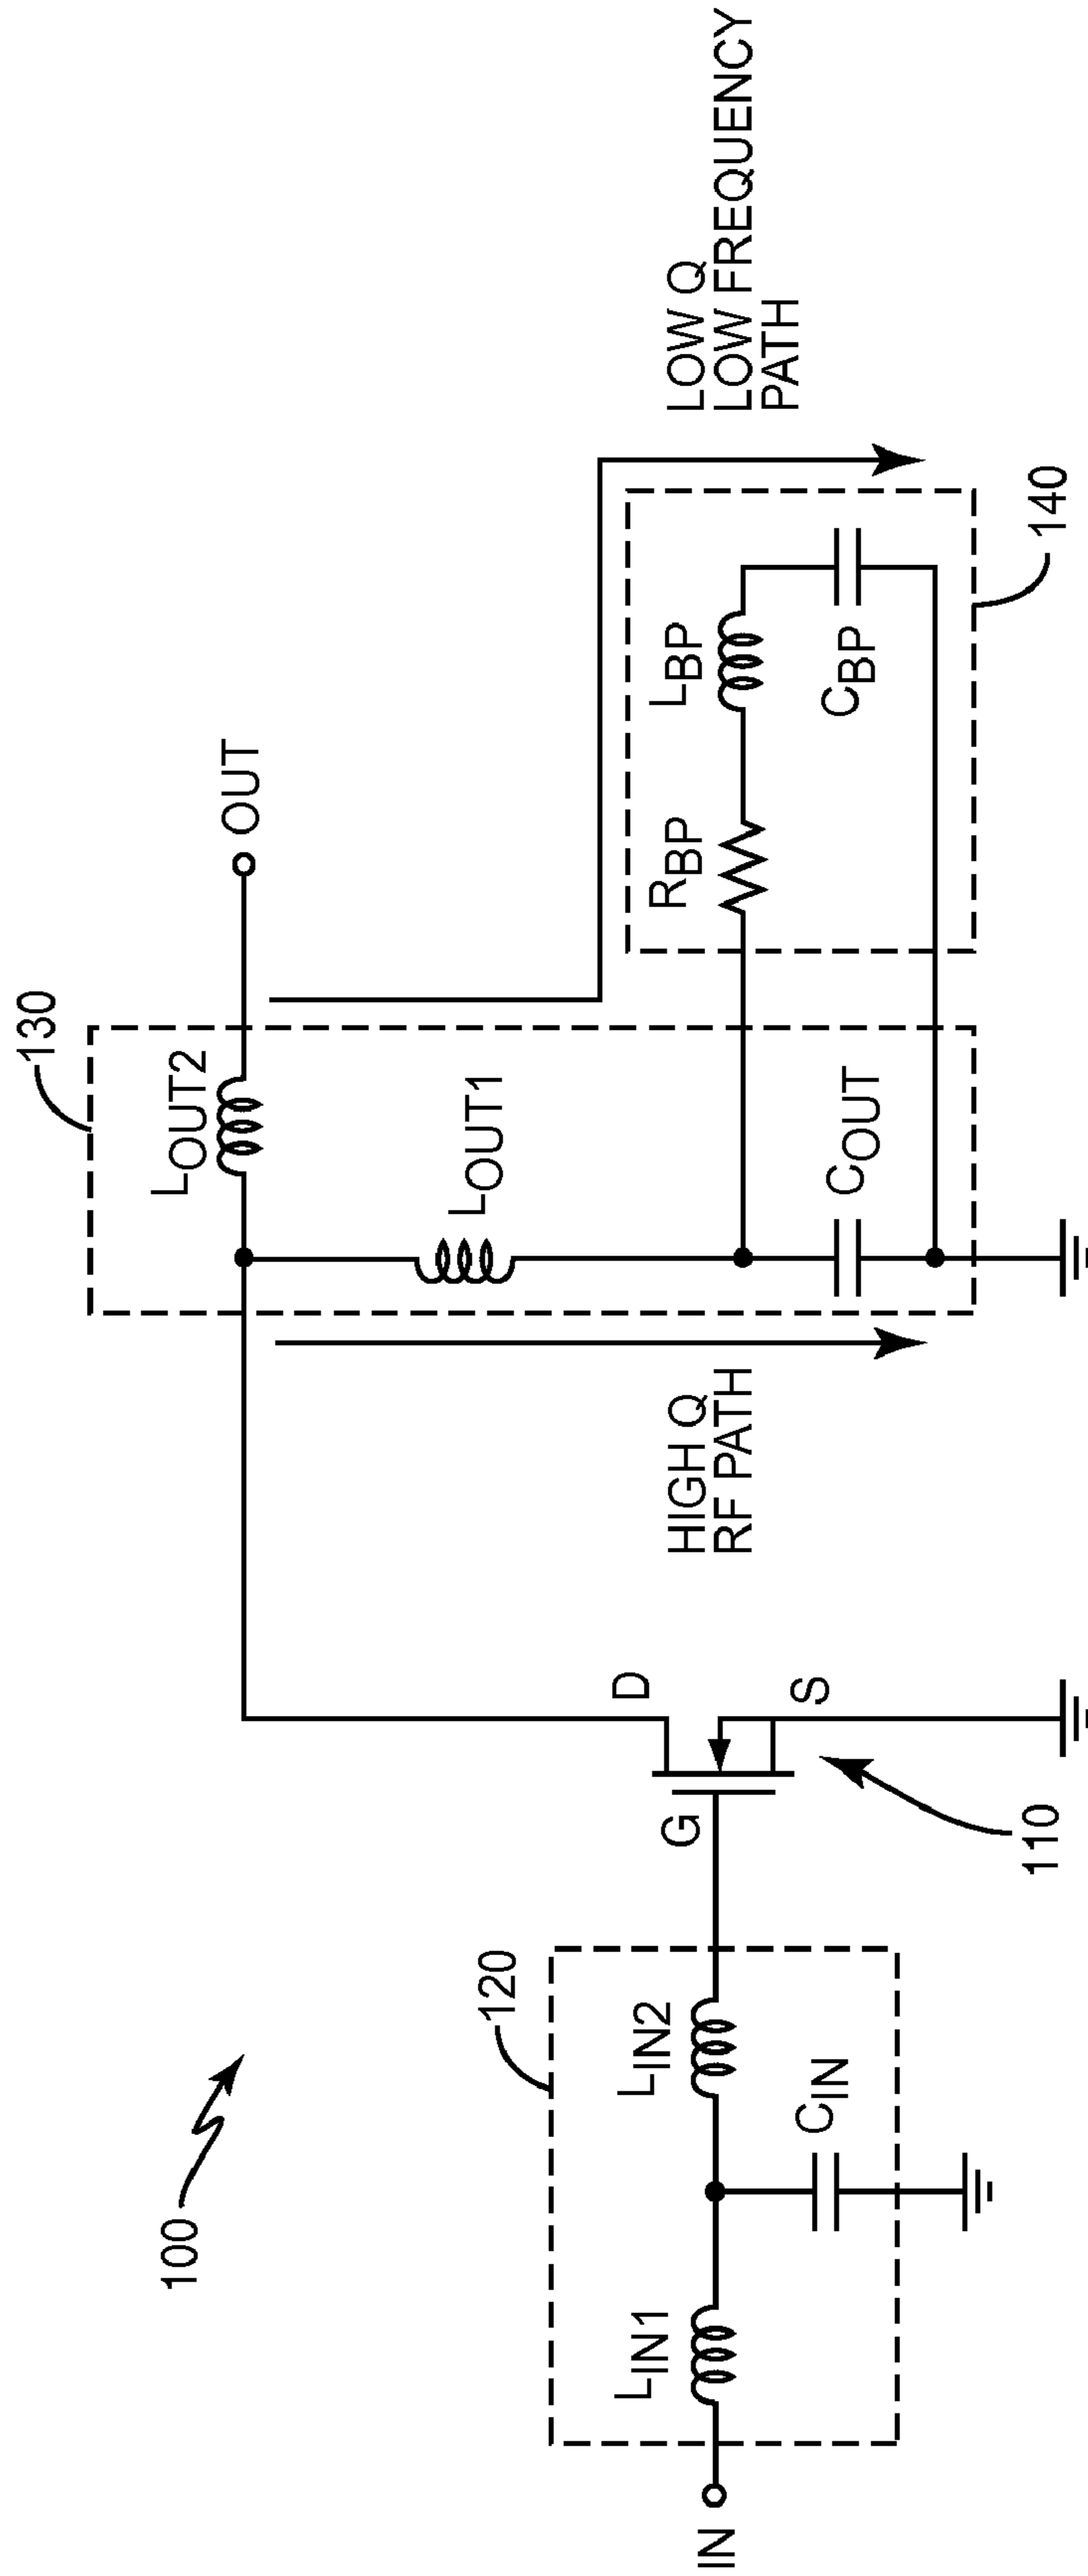 100
IN
LIN1
LIN2
CIN
120
G
D
S
110
HIGH Q
RF PATH
130
LOUT2
LOUT1
COUT
OUT
RBP
LBP
CBP
140
LOW Q
LOW FREQUENCY
PATH